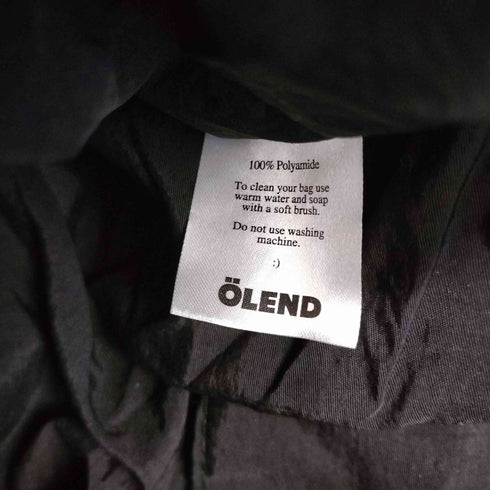 100% Polyamide
To clean your bag use
warm water and soap
with a soft brush.
Do not use washing
machine.
:)
ÖLEND